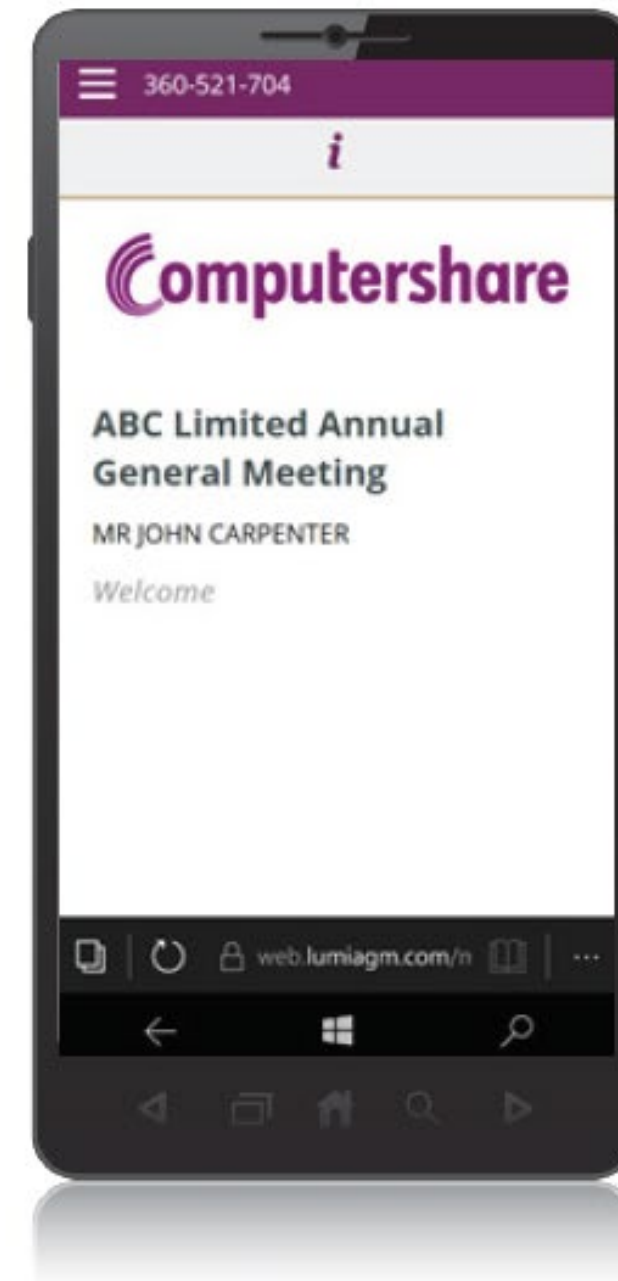 360-521-704
i
Computershare
ABC Limited Annual
General Meeting
MR JOHN CARPENTER
Welcome
web.lumiagm.com/n
...